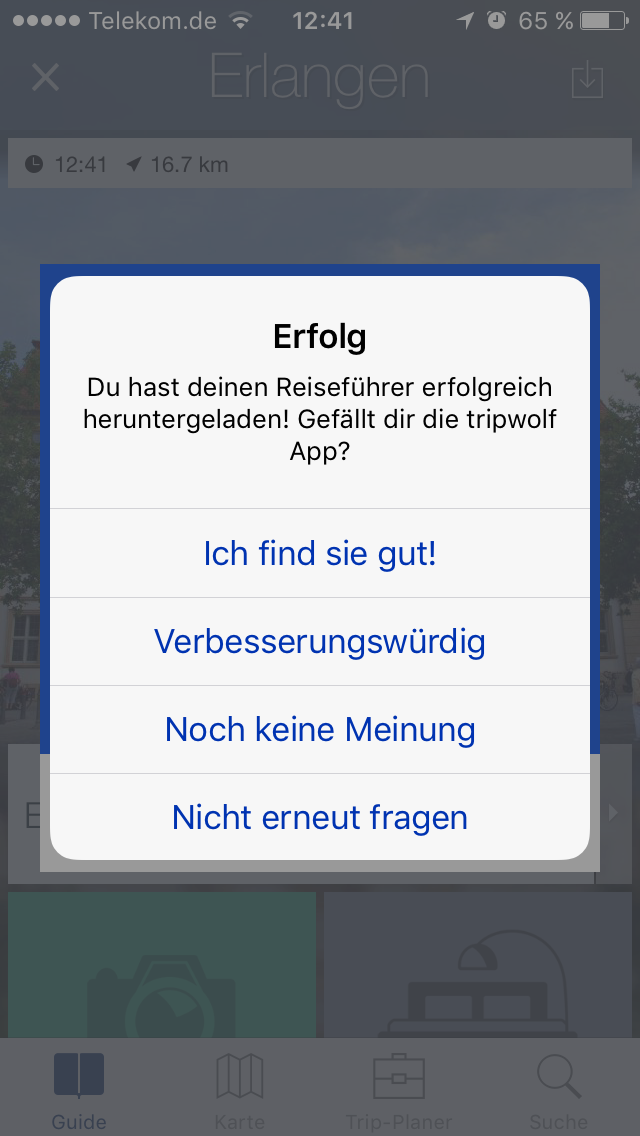 Telekom.de 12:41 65 %
Erlangen
12:41 16.7 km
Erfolg
Du hast deinen Reiseführer erfolgreich
heruntergeladen! Gefällt dir die tripwolf
App?
Ich find sie gut!
Verbesserungswürdig
Noch keine Meinung
Nicht erneut fragen
Guide Karte Trip-Planer Suche